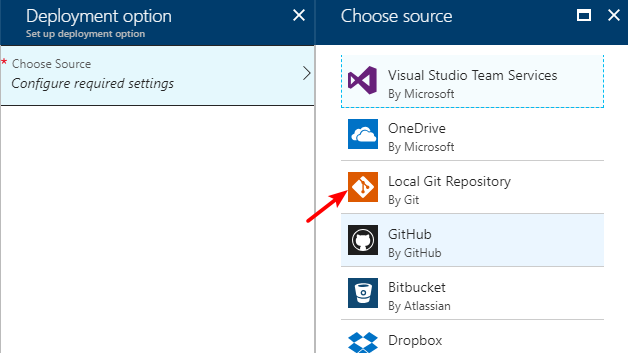 Deployment option
Set up deployment option
* Choose Source
Configure required settings
Choose source
Visual Studio Team Services
By Microsoft
OneDrive
By Microsoft
Local Git Repository
By Git
GitHub
By GitHub
Bitbucket
By Atlassian
Dropbox